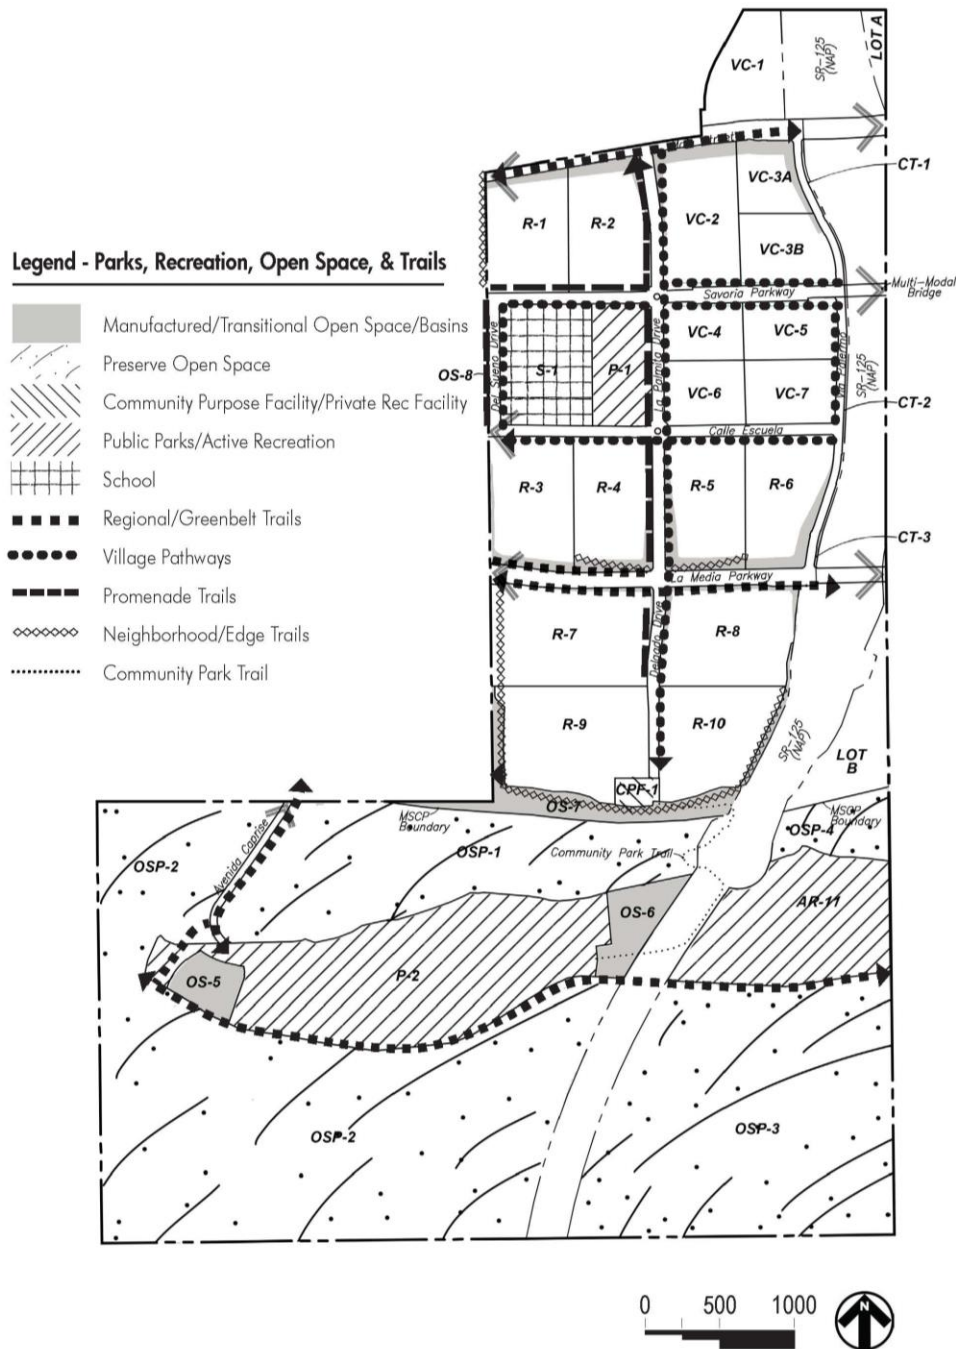 LOT A
SR-125
(NAP)
VC-1
CT-1
VC-3A
VC-2
R-1
R-2
VC-3B
Legend - Parks, Recreation, Open Space, & Trails
Multi-Modal
Bridge
Savoria Parkway
Manufactured/Transitional Open Space/Basins
VC-4
VC-5
Preserve Open Space
OS-8
Del Sueno Drive
S-1
P-1
La Palmita Drive
Via Palermo
SR-125
(NAP)
VC-6
VC-7
CT-2
Community Purpose Facility/Private Rec Facility
Calle Escuela
Public Parks/Active Recreation
School
R-3
R-4
R-5
R-6
Regional/Greenbelt Trails
CT-3
Village Pathways
La Media Parkway
Promenade Trails
Neighborhood/Edge Trails
R-7
Delgado Drive
R-8
Community Park Trail
R-9
R-10
SR-125
(NAP)
LOT
B
CPF-1
OS-7
MSCP
Boundary
MSCP
Boundary
OSP-4
Avenida Caprise
OSP-2
OSP-1
Community Park Trail
AR-11
OS-6
OS-5
P-2
OSP-2
OSP-3
0 500 1000
N